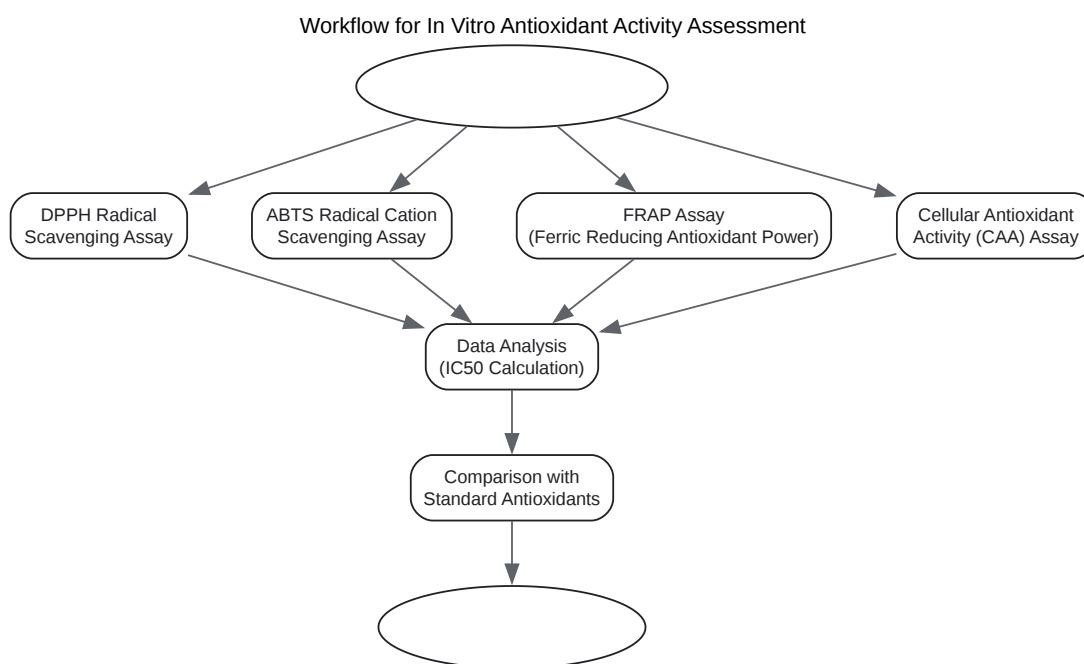 Workflow for In Vitro Antioxidant Activity Assessment
DPPH Radical
Scavenging Assay
ABTS Radical Cation
Scavenging Assay
FRAP Assay
(Ferric Reducing Antioxidant Power)
Cellular Antioxidant
Activity (CAA) Assay
Data Analysis
(IC50 Calculation)
Comparison with
Standard Antioxidants